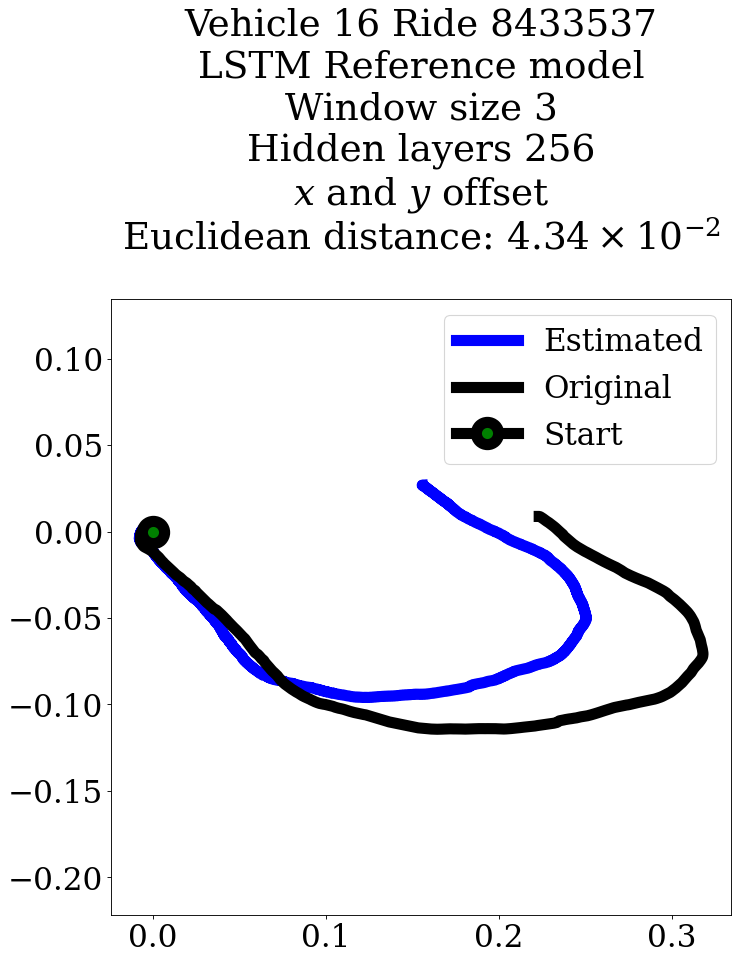 Vehicle 16 Ride 8433537
LSTM Reference model
Window size 3
Hidden layers 256
x and y offset
Euclidean distance: 4.34 × 10⁻²
Estimated
Original
Start
0.10
0.05
0.00
−0.05
−0.10
−0.15
−0.20
0.0 0.1 0.2 0.3